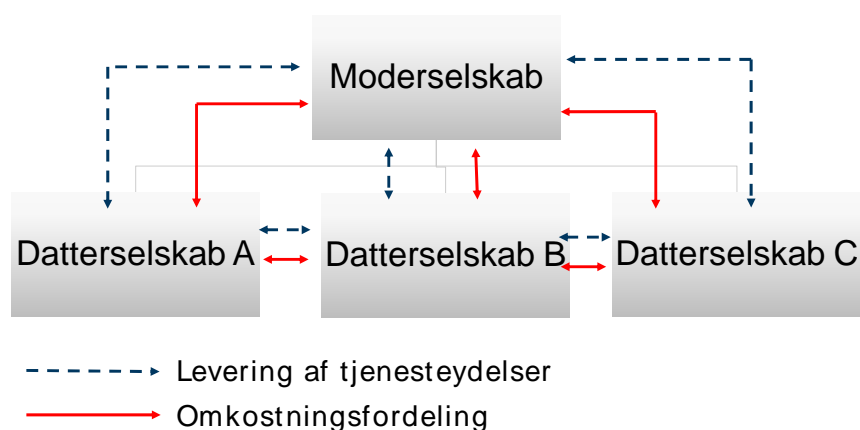 Moderselskab
Datterselskab A
Datterselskab B
Datterselskab C
Levering af tjenesteydelser
Omkostningsfordeling